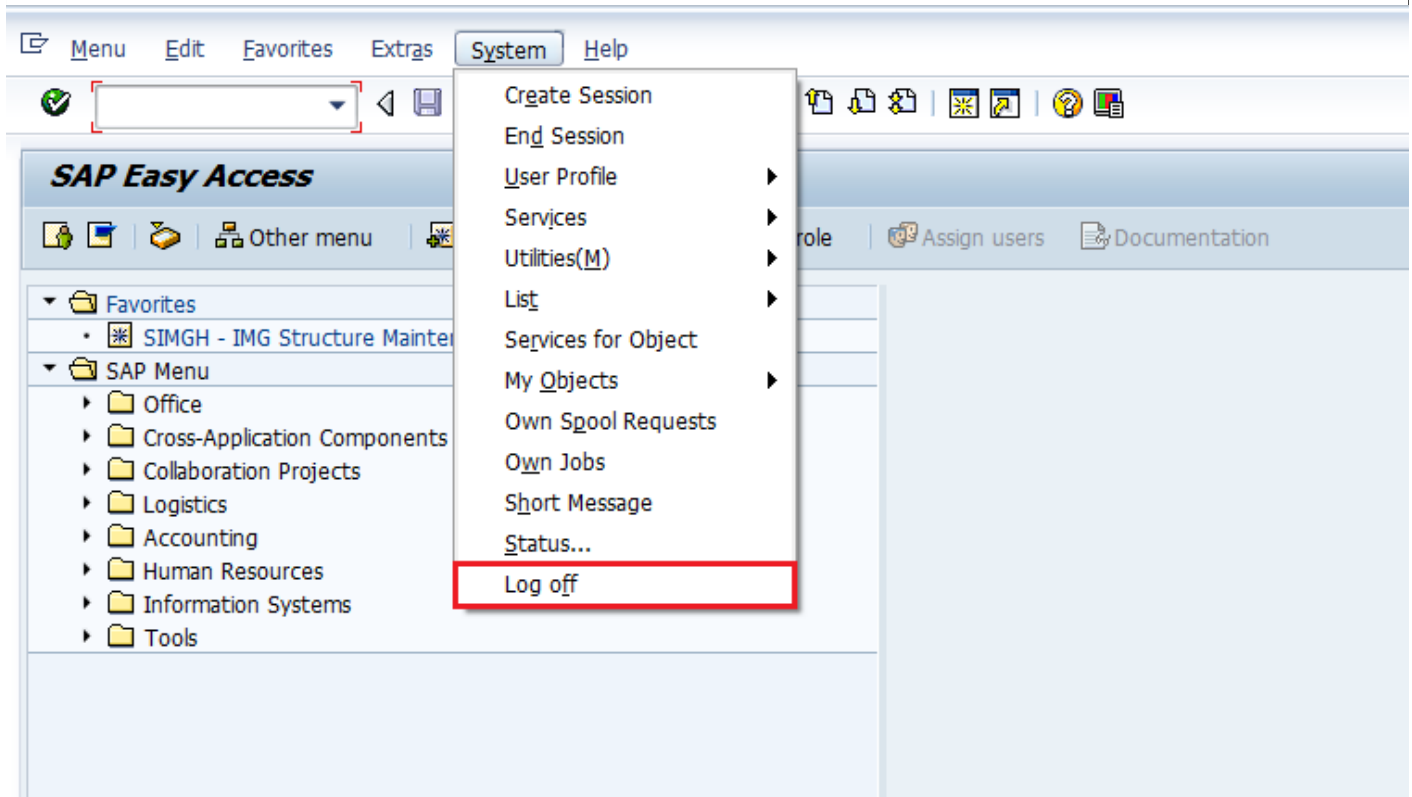 Menu Edit Favorites Extras System Help
Create Session
End Session
User Profile
Services
Utilities(M)
List
Services for Object
My Objects
Own Spool Requests
Own Jobs
Short Message
Status...
Log off
SAP Easy Access
Other menu role Assign users Documentation
Favorites
SIMGH - IMG Structure
SAP Menu
Office
Cross-Application Components
Collaboration Projects
Logistics
Accounting
Human Resources
Information Systems
Tools